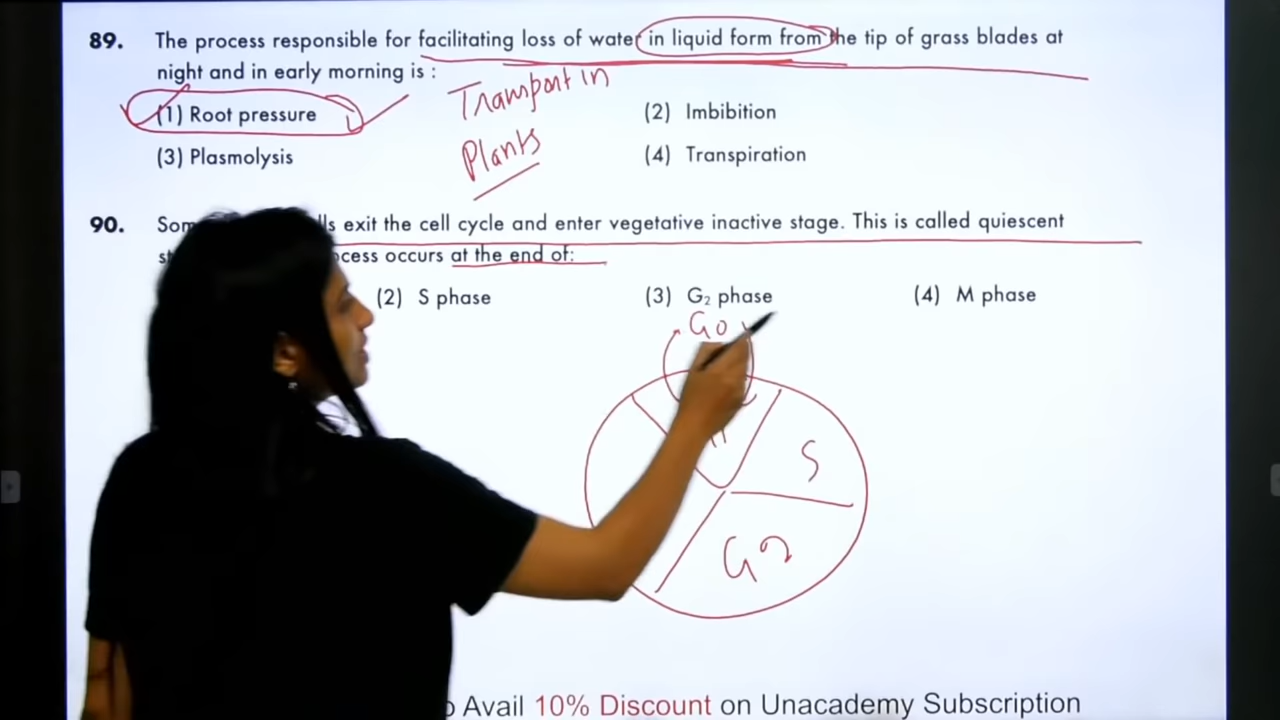 89. The process responsible for facilitating loss of water in liquid form from the tip of grass blades at
night and in early morning is :
Transport in
(1) Root pressure
(2) Imbibition
Plants
(3) Plasmolysis
(4) Transpiration
90. exit the cell cycle and enter vegetative inactive stage. This is called quiescent
occurs at the end of:
(2) S phase
(3) G₂ phase
(4) M phase
G0
S
G2
Avail 10% Discount on Unacademy Subscription